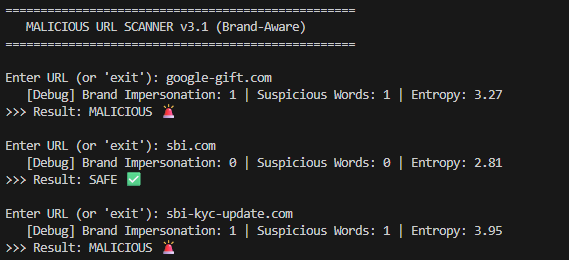 ==================================================
MALICIOUS URL SCANNER v3.1 (Brand-Aware)
==================================================
Enter URL (or 'exit'): google-gift.com
[Debug] Brand Impersonation: 1 | Suspicious Words: 1 | Entropy: 3.27
>>> Result: MALICIOUS 🚨
Enter URL (or 'exit'): sbi.com
[Debug] Brand Impersonation: 0 | Suspicious Words: 0 | Entropy: 2.81
>>> Result: SAFE ✅
Enter URL (or 'exit'): sbi-kyc-update.com
[Debug] Brand Impersonation: 1 | Suspicious Words: 1 | Entropy: 3.95
>>> Result: MALICIOUS 🚨